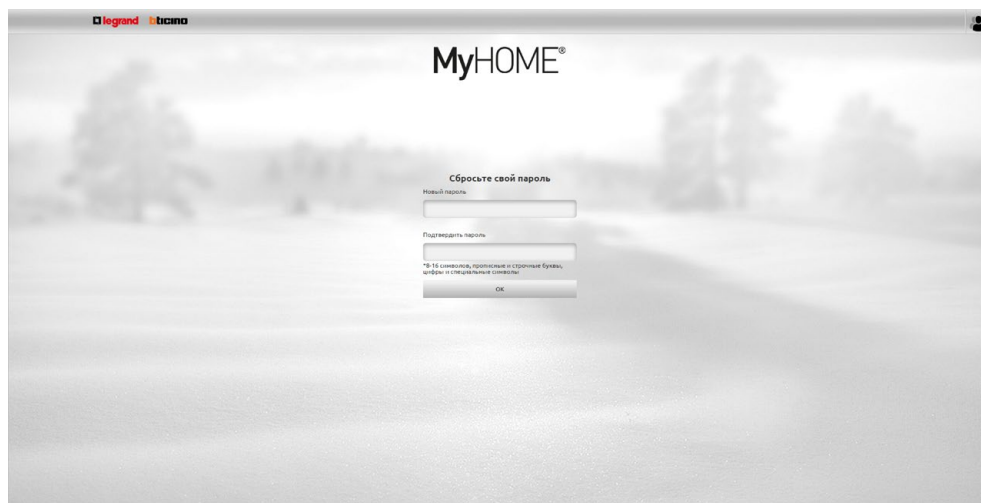 legrand bticino
MyHOME®
Сбросьте свой пароль
Новый пароль
Подтвердить пароль
*8-16 символов, прописные и строчные буквы,
цифры и специальные символы
OK